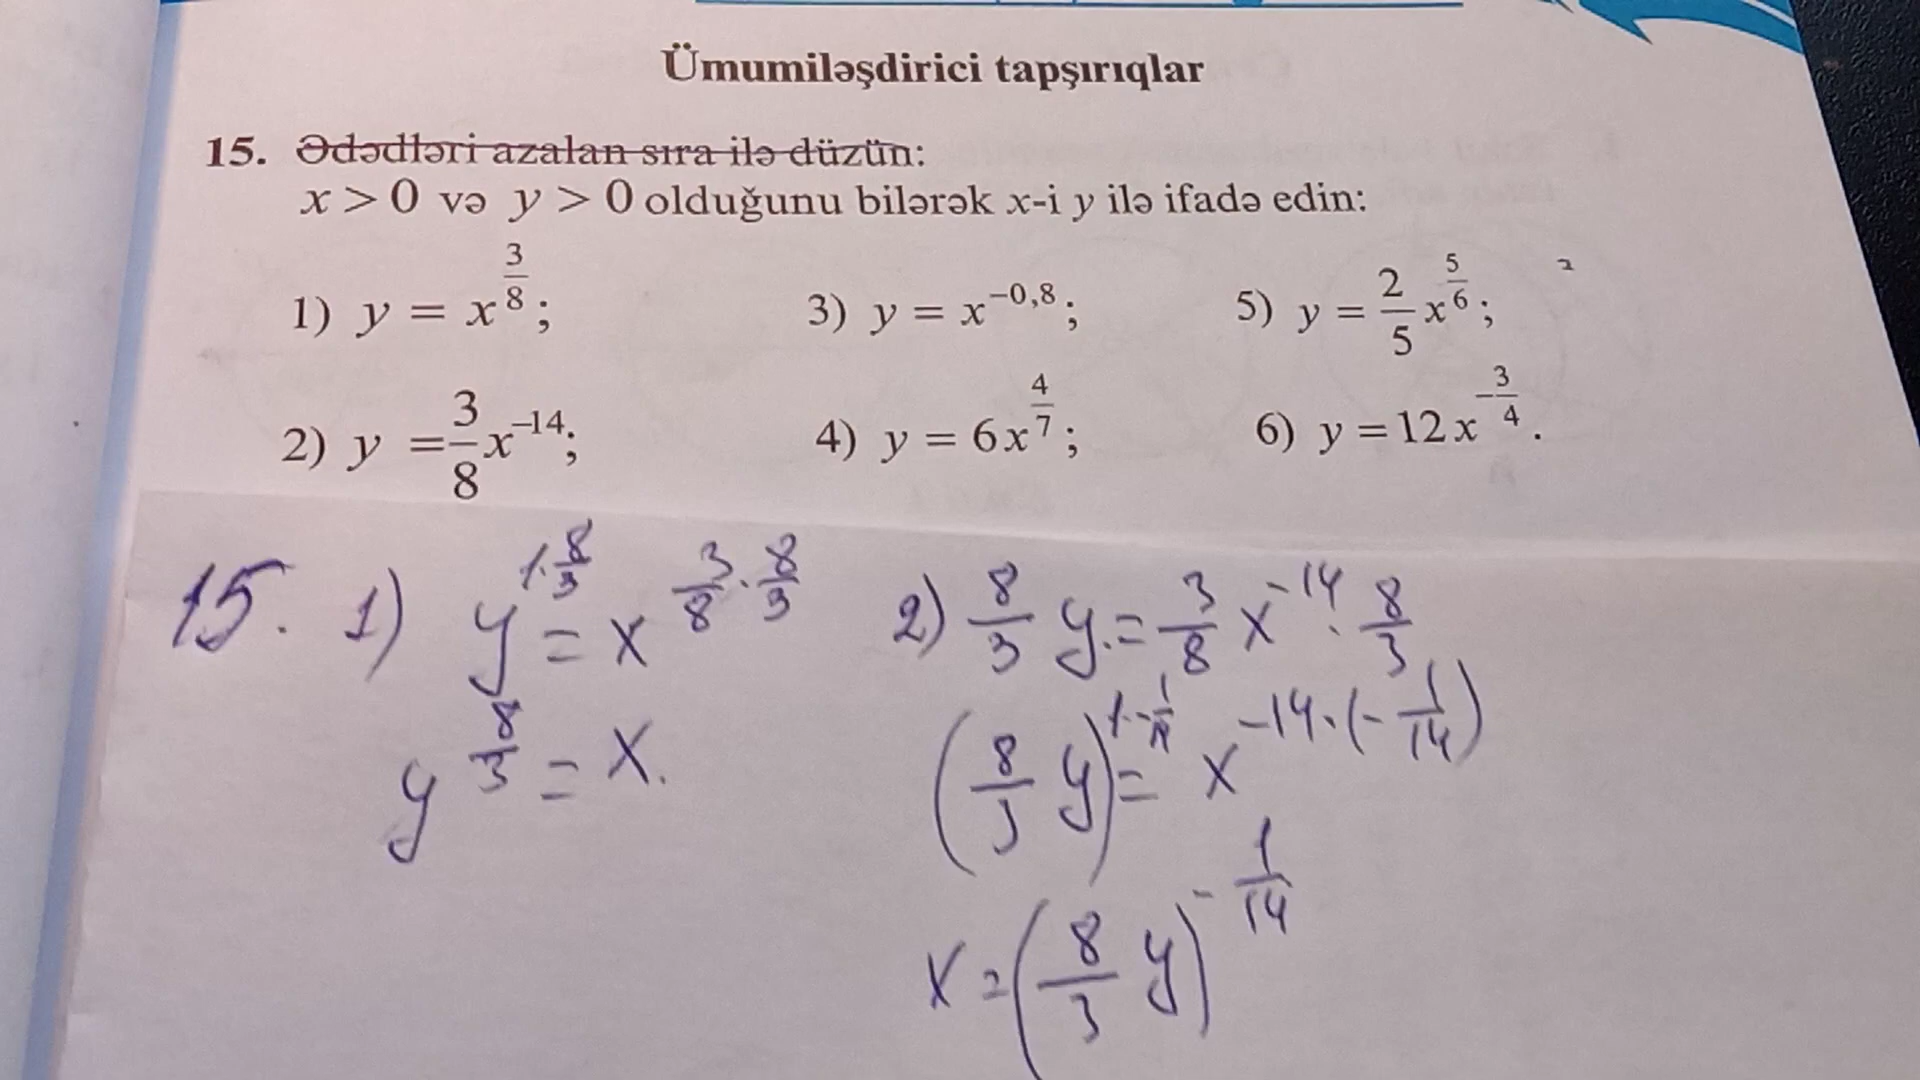 Ümumiləşdirici tapşırıqlar
15. Ədədləri azalan sıra ilə düzün:
x > 0 və y > 0 olduğunu bilərək x-i y ilə ifadə edin:
1) y = x^(3/8);
3) y = x^(−0,8);
5) y = 2/5 x^(5/6);
2) y = 3/8 x^(−14);
4) y = 6x^(4/7);
6) y = 12x^(−3/4).
15. 1) y^(1·8/3) = x^(3/8 · 8/3)
y^(8/3) = x.
2) 8/3 y = 3/8 x^(-14) · 8/3
(8/3 y)^(1·-1/14) = x^(-14·(-1/14))
x = (8/3 y)^(-1/14)